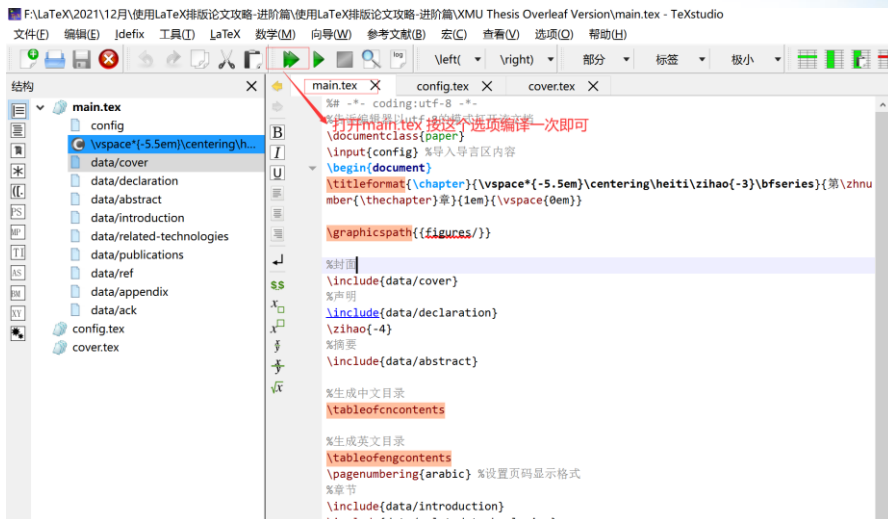 F:\LaTeX\2021\12月\使用LaTeX排版论文攻略-进阶篇\使用LaTeX排版论文攻略-进阶篇\XMU Thesis Overleaf Version\main.tex - TeXstudio
文件(F) 编辑(E) Idefix 工具(T) LaTeX 数学(M) 向导(W) 参考文献(B) 宏(C) 查看(V) 选项(O) 帮助(H)
log \left( \right) 部分 标签 极小
结构 main.tex config.tex cover.tex
main.tex
config
\vspace*{-5.5em}\centering\h...
data/cover
data/declaration
data/abstract
data/introduction
data/related-technologies
data/publications
data/ref
data/appendix
data/ack
config.tex
cover.tex
%# -*- coding:utf-8 -*-
打开main.tex 按这个选项编译一次即可
\documentclass{paper}
\input{config} %导入导言区内容
\begin{document}
\titleformat{\chapter}{\vspace*{-5.5em}\centering\heiti\zihao{-3}\bfseries}{第\zhnu
mber{\thechapter}章}{1em}{\vspace{0em}}
\graphicspath{{figures/}}
%封面
\include{data/cover}
%声明
\include{data/declaration}
\zihao{-4}
%摘要
\include{data/abstract}
%生成中文目录
\tableofcncontents
%生成英文目录
\tableofengcontents
\pagenumbering{arabic} %设置页码显示格式
%章节
\include{data/introduction}